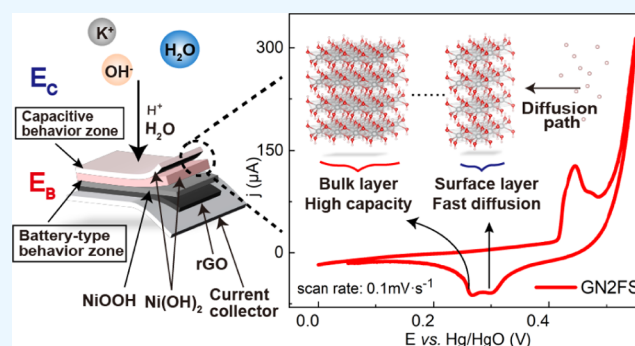 K⁺
OH⁻
H₂O
E_C
H⁺
H₂O
Capacitive
behavior zone
E_B
Battery-type
behavior zone
NiOOH
Ni(OH)₂
rGO
Current
collector
j (μA)
300
150
0
Diffusion
path
Bulk layer
High capacity
Surface layer
Fast diffusion
scan rate: 0.1mV·s⁻¹
GN2FS
0.0
0.2
0.4
E vs. Hg/HgO (V)